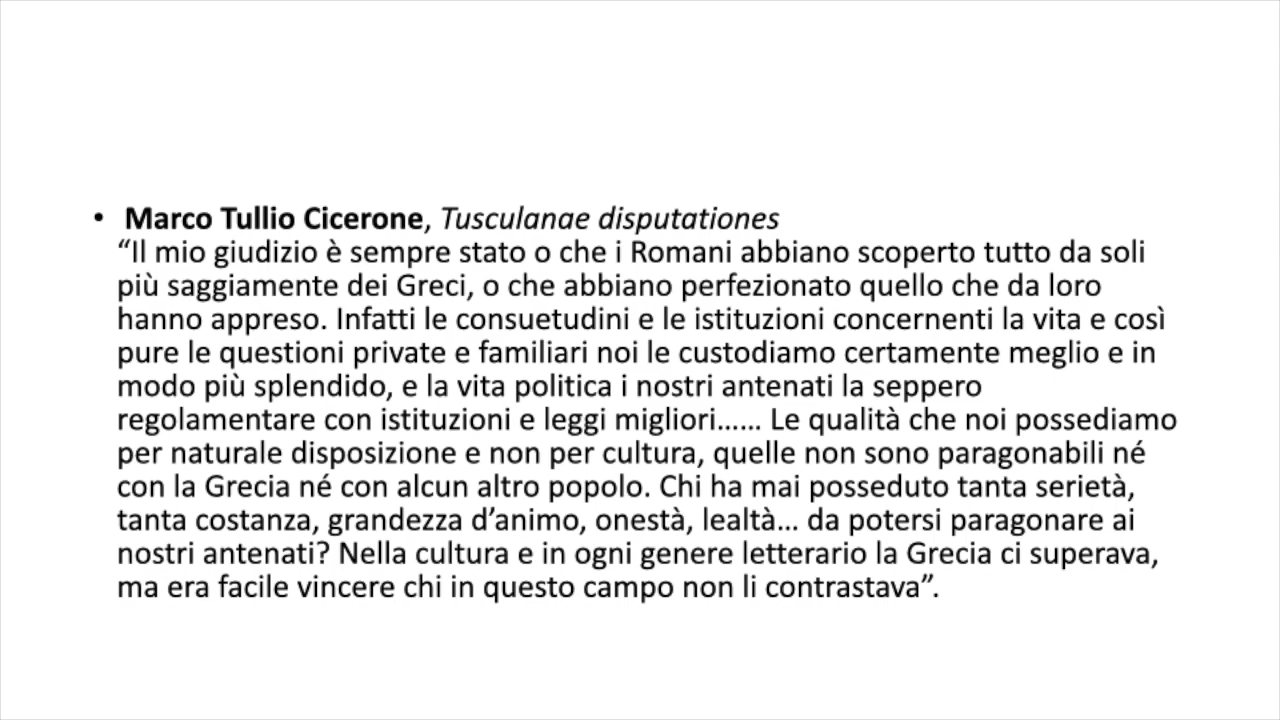 • Marco Tullio Cicerone, Tusculanae disputationes
“Il mio giudizio è sempre stato o che i Romani abbiano scoperto tutto da soli
più saggiamente dei Greci, o che abbiano perfezionato quello che da loro
hanno appreso. Infatti le consuetudini e le istituzioni concernenti la vita e così
pure le questioni private e familiari noi le custodiamo certamente meglio e in
modo più splendido, e la vita politica i nostri antenati la seppero
regolamentare con istituzioni e leggi migliori…… Le qualità che noi possediamo
per naturale disposizione e non per cultura, quelle non sono paragonabili né
con la Grecia né con alcun altro popolo. Chi ha mai posseduto tanta serietà,
tanta costanza, grandezza d’animo, onestà, lealtà… da potersi paragonare ai
nostri antenati? Nella cultura e in ogni genere letterario la Grecia ci superava,
ma era facile vincere chi in questo campo non li contrastava”.